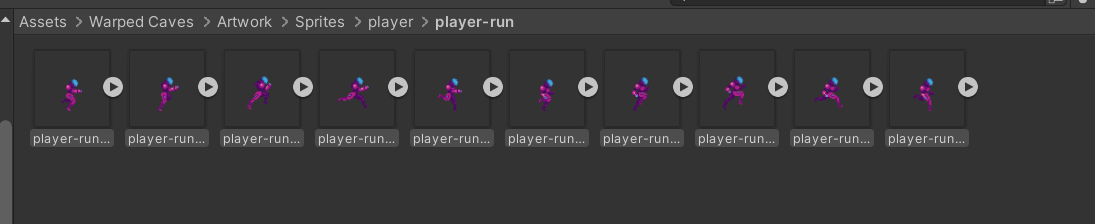 Assets > Warped Caves > Artwork > Sprites > player > player-run
player-run... player-run... player-run... player-run... player-run... player-run... player-run... player-run... player-run... player-run...